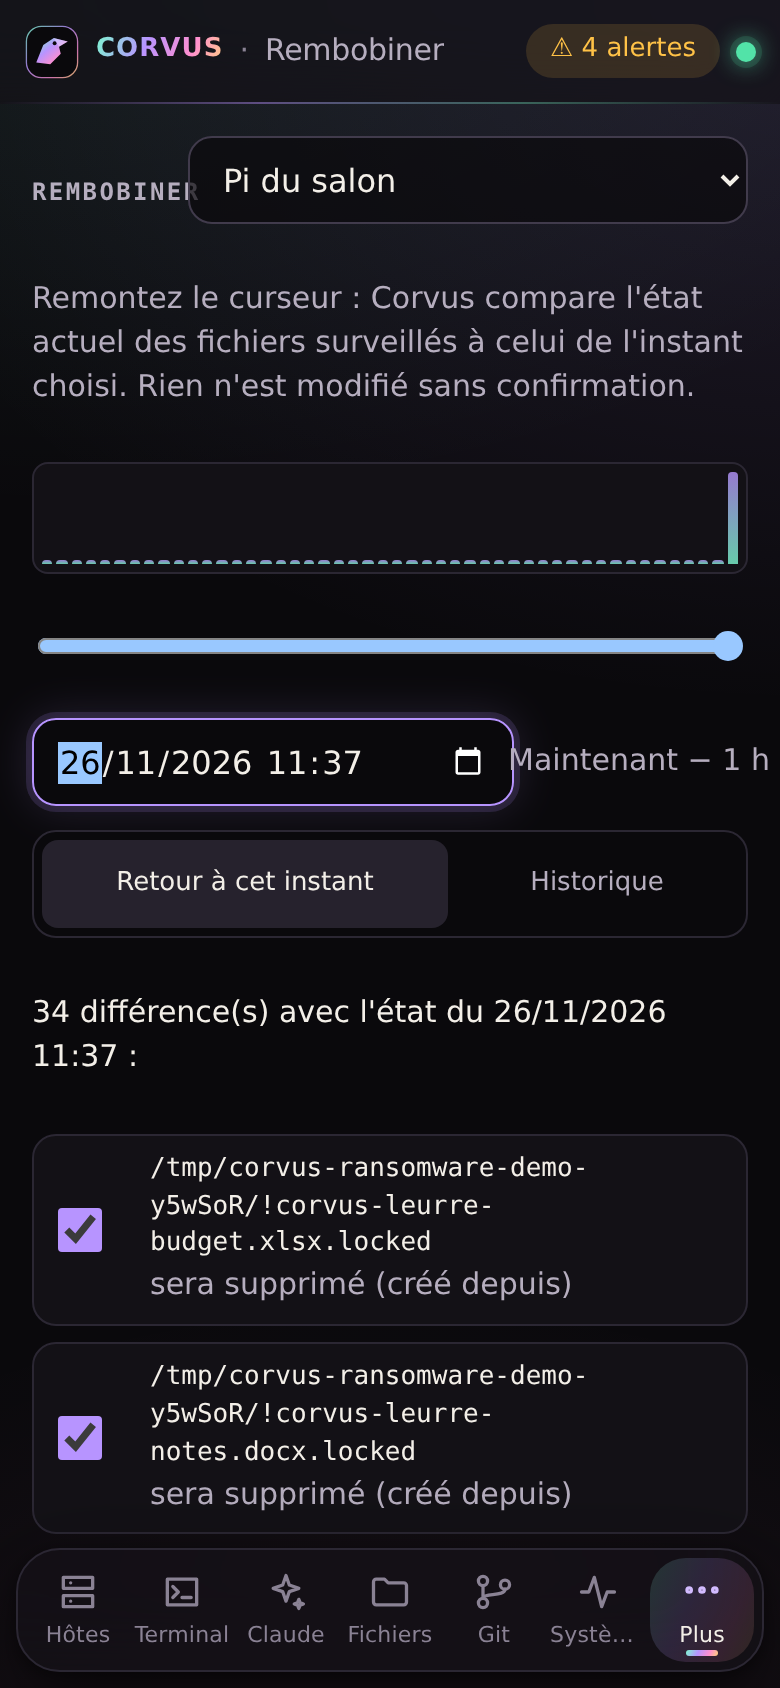 CORVUS · Rembobiner
⚠ 4 alertes
REMBOBINER
Pi du salon
Remontez le curseur : Corvus compare l'état
actuel des fichiers surveillés à celui de l'instant
choisi. Rien n'est modifié sans confirmation.
26/11/2026 11:37
Maintenant − 1 h
Retour à cet instant
Historique
34 différence(s) avec l'état du 26/11/2026
11:37 :
/tmp/corvus-ransomware-demo-
y5wSoR/!corvus-leurre-
budget.xlsx.locked
sera supprimé (créé depuis)
/tmp/corvus-ransomware-demo-
y5wSoR/!corvus-leurre-
notes.docx.locked
sera supprimé (créé depuis)
Hôtes
Terminal
Claude
Fichiers
Git
Systè…
Plus